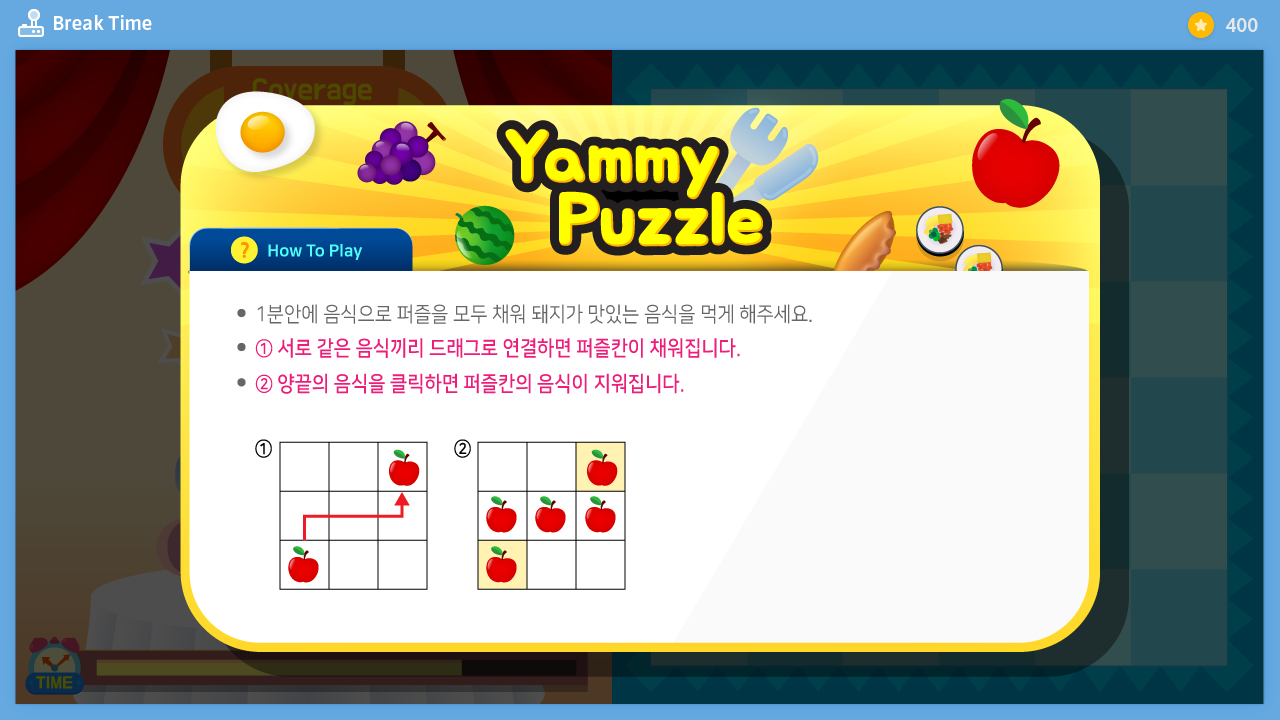 Break Time
400
Coverage
Yammy
Puzzle
? How To Play
• 1분안에 음식으로 퍼즐을 모두 채워 돼지가 맛있는 음식을 먹게 해주세요.
• ① 서로 같은 음식끼리 드래그로 연결하면 퍼즐칸이 채워집니다.
• ② 양끝의 음식을 클릭하면 퍼즐칸의 음식이 지워집니다.
① ②
TIME